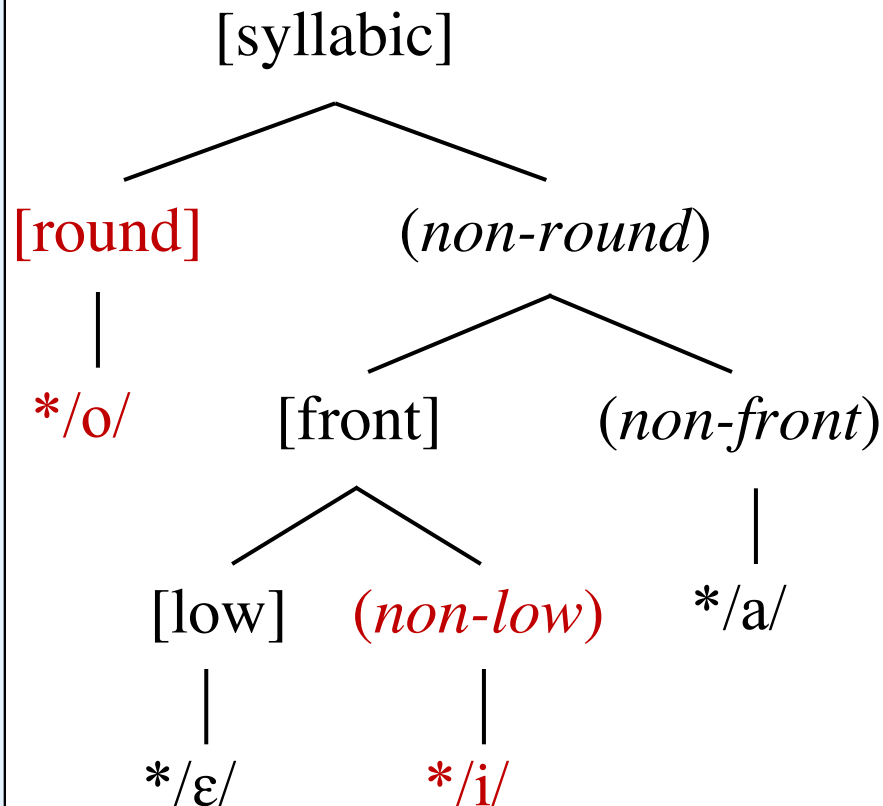 [syllabic]
[round] (non-round)
*/o/ [front] (non-front)
[low] (non-low) */a/
*/ɛ/ */i/